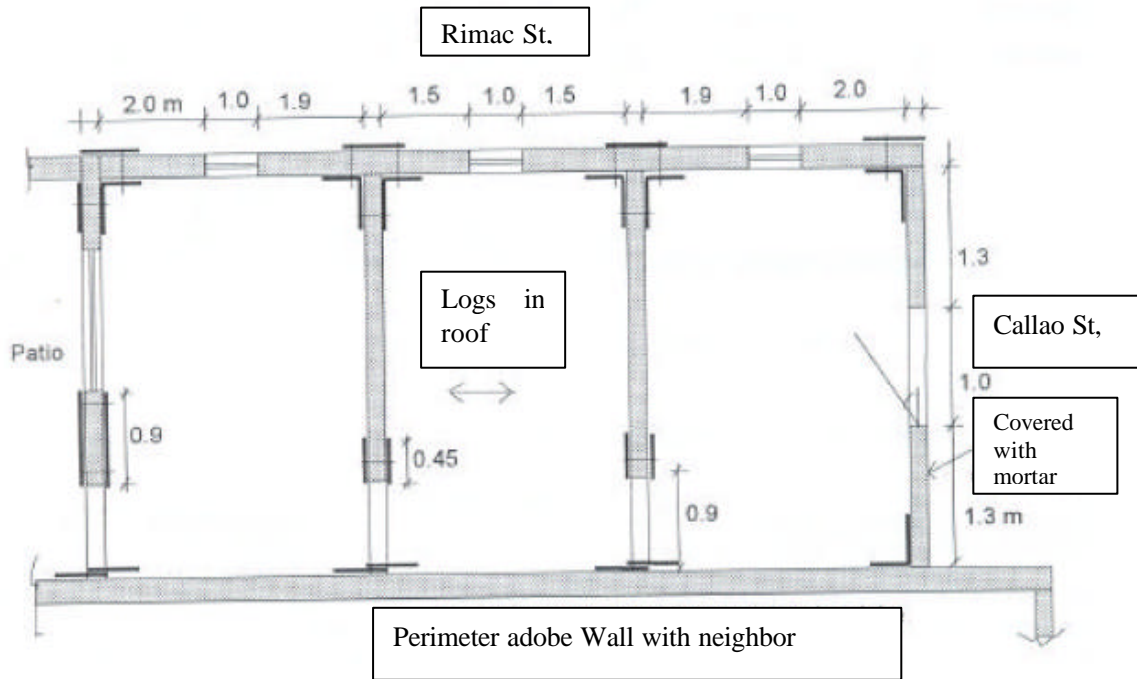 Rimac St,
2.0 m 1.0 1.9 1.5 1.0 1.5 1.9 1.0 2.0
1.3
Logs in
roof
Callao St,
Patio
1.0
0.9
0.45
Covered
with
mortar
0.9
1.3 m
Perimeter adobe Wall with neighbor